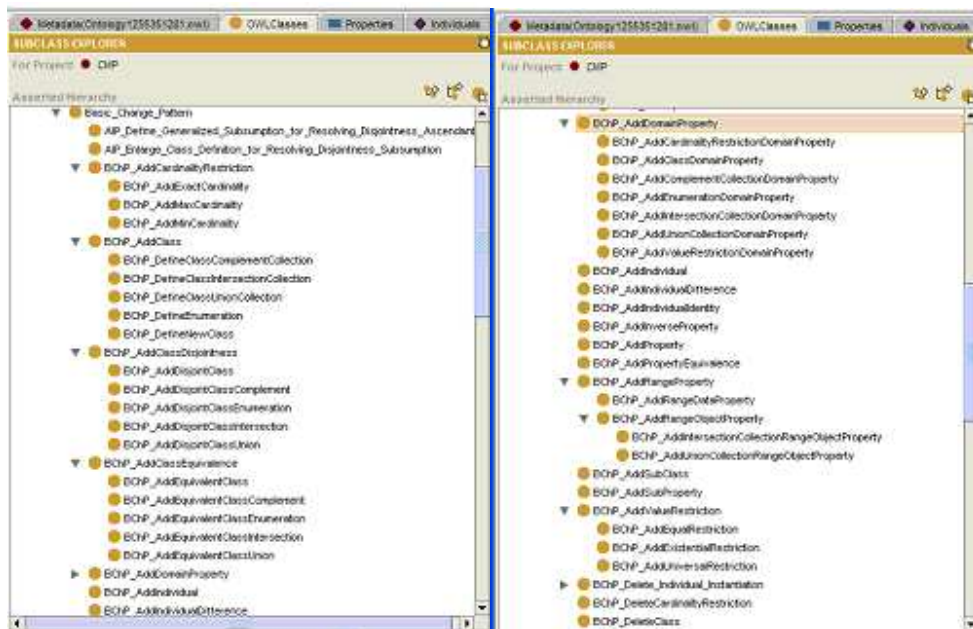 Metadata(Ontology1255351281.owl)
OWLClasses
Properties
Individuals
SUBCLASS EXPLORER
For Project: CMP
Asserted Hierarchy
Basic_Change_Pattern
AIP_Define_Generalized_Subsumption_for_Resolving_Disjointness_Ascendant
AIP_Enlarge_Class_Definition_for_Resolving_Disjointness_Subsumption
BChP_AddCardinalityRestriction
BChP_AddExactCardinality
BChP_AddMaxCardinality
BChP_AddMinCardinality
BChP_AddClass
BChP_DefineClassComplementCollection
BChP_DefineClassIntersectionCollection
BChP_DefineClassUnionCollection
BChP_DefineEnumeration
BChP_DefineNewClass
BChP_AddClassDisjointness
BChP_AddDisjointClass
BChP_AddDisjointClassComplement
BChP_AddDisjointClassEnumeration
BChP_AddDisjointClassIntersection
BChP_AddDisjointClassUnion
BChP_AddClassEquivalence
BChP_AddEquivalentClass
BChP_AddEquivalentClassComplement
BChP_AddEquivalentClassEnumeration
BChP_AddEquivalentClassIntersection
BChP_AddEquivalentClassUnion
BChP_AddDomainProperty
BChP_AddIndividual
BChP_AddIndividualDifference
Metadata(Ontology1255351281.owl)
OWLClasses
Properties
Individuals
SUBCLASS EXPLORER
For Project: CMP
Asserted Hierarchy
BChP_AddDomainProperty
BChP_AddCardinalityRestrictionDomainProperty
BChP_AddClassDomainProperty
BChP_AddComplementCollectionDomainProperty
BChP_AddEnumerationDomainProperty
BChP_AddIntersectionCollectionDomainProperty
BChP_AddUnionCollectionDomainProperty
BChP_AddValueRestrictionDomainProperty
BChP_AddIndividual
BChP_AddIndividualDifference
BChP_AddIndividualIdentity
BChP_AddInverseProperty
BChP_AddProperty
BChP_AddPropertyEquivalence
BChP_AddRangeProperty
BChP_AddRangeDataProperty
BChP_AddRangeObjectProperty
BChP_AddIntersectionCollectionRangeObjectProperty
BChP_AddUnionCollectionRangeObjectProperty
BChP_AddSubClass
BChP_AddSubProperty
BChP_AddValueRestriction
BChP_AddEqualRestriction
BChP_AddExistentialRestriction
BChP_AddUniversalRestriction
BChP_Delete_Individual_Instantiation
BChP_DeleteCardinalityRestriction
BChP_DeleteClass